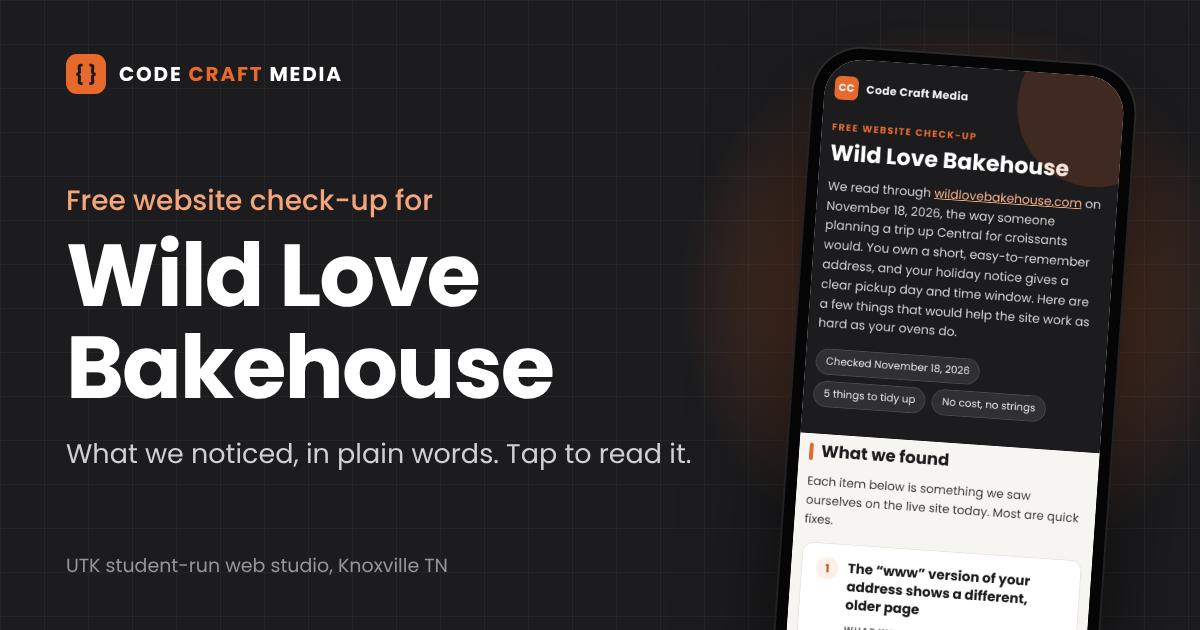 { } CODE CRAFT MEDIA
Free website check-up for
Wild Love
Bakehouse
What we noticed, in plain words. Tap to read it.
UTK student-run web studio, Knoxville TN
CC Code Craft Media
FREE WEBSITE CHECK-UP
Wild Love Bakehouse
We read through wildlovebakehouse.com on
November 18, 2026, the way someone
planning a trip up Central for croissants
would. You own a short, easy-to-remember
address, and your holiday notice gives a
clear pickup day and time window. Here are
a few things that would help the site work as
hard as your ovens do.
Checked November 18, 2026
5 things to tidy up No cost, no strings
What we found
Each item below is something we saw
ourselves on the live site today. Most are quick
fixes.
1 The “www” version of your
address shows a different,
older page